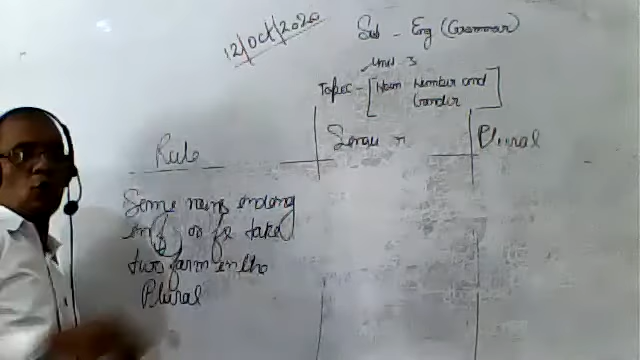 12/Oct/2020
Sub - Eng (Grammar)
Unit 3
Topic - [Noun Number and
Gender]
Rule
Plural
Some nouns ending
in f or fe take
two form in the
Plural